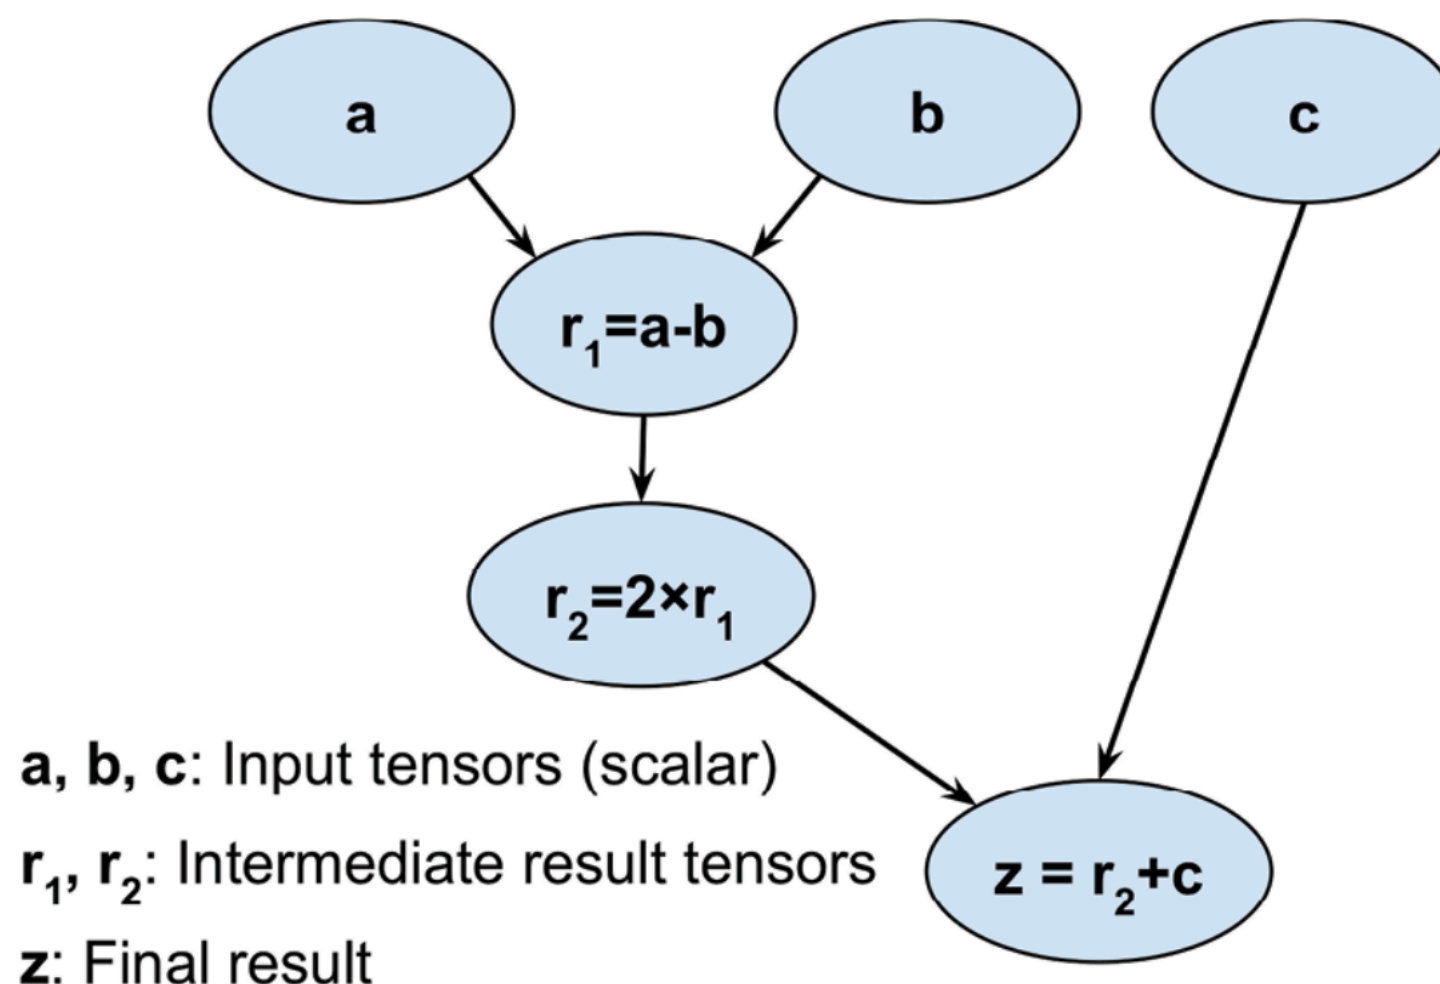 a
b
c
r₁=a-b
r₂=2×r₁
a, b, c: Input tensors (scalar)
r₁, r₂: Intermediate result tensors
z = r₂+c
z: Final result